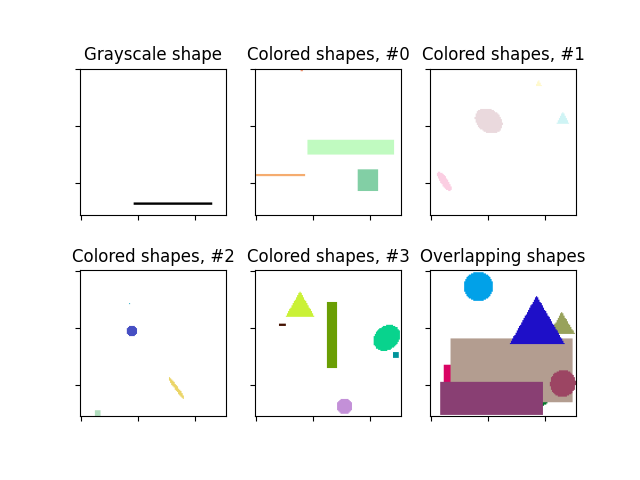 Grayscale shape
Colored shapes, #0
Colored shapes, #1
Colored shapes, #2
Colored shapes, #3
Overlapping shapes